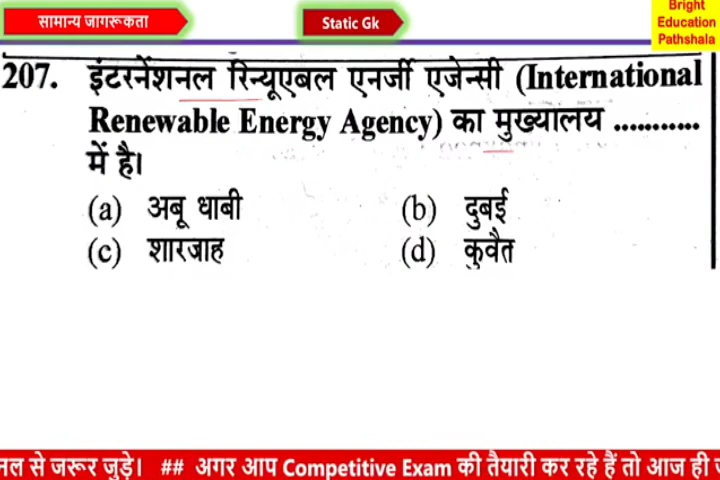 सामान्य जागरूकता
Static Gk
Bright
Education
Pathshala
207. इंटरनेंशनल रिन्यूएबल एनर्जी एजेन्सी (International
Renewable Energy Agency) का मुख्यालय ............
में है।
(a) अबू धाबी (b) दुबई
(c) शारजाह (d) कुवैत
नल से जरूर जुड़े। ## अगर आप Competitive Exam की तैयारी कर रहे हैं तो आज ही